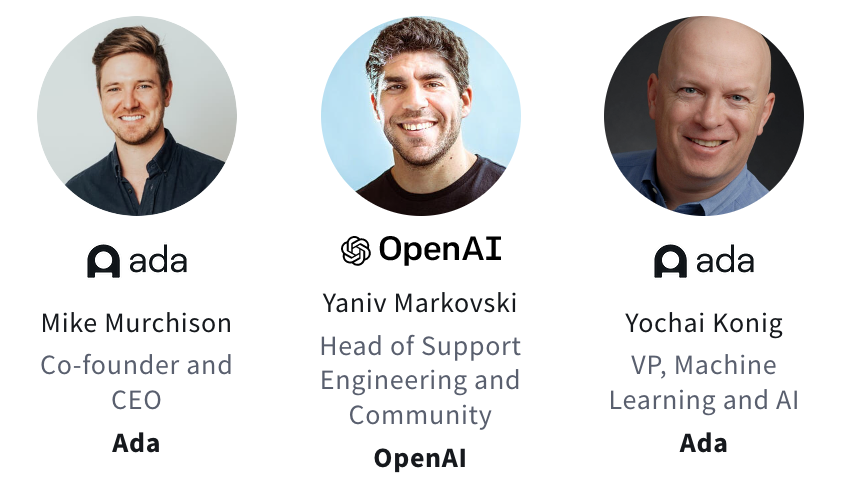 ada
Mike Murchison
Co-founder and
CEO
Ada
OpenAI
Yaniv Markovski
Head of Support
Engineering and
Community
OpenAI
ada
Yochai Konig
VP, Machine
Learning and AI
Ada